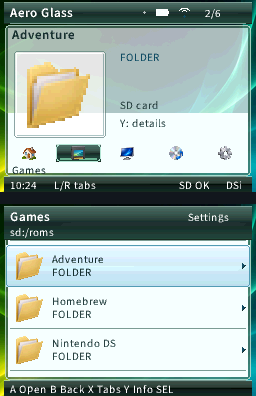 Aero Glass 2/6
Adventure
FOLDER
SD card
Y: details
Games
10:24 L/R tabs SD OK DSi
Games Settings
sd:/roms
Adventure
FOLDER
Homebrew
FOLDER
Nintendo DS
FOLDER
A Open B Back X Tabs Y Info SEL